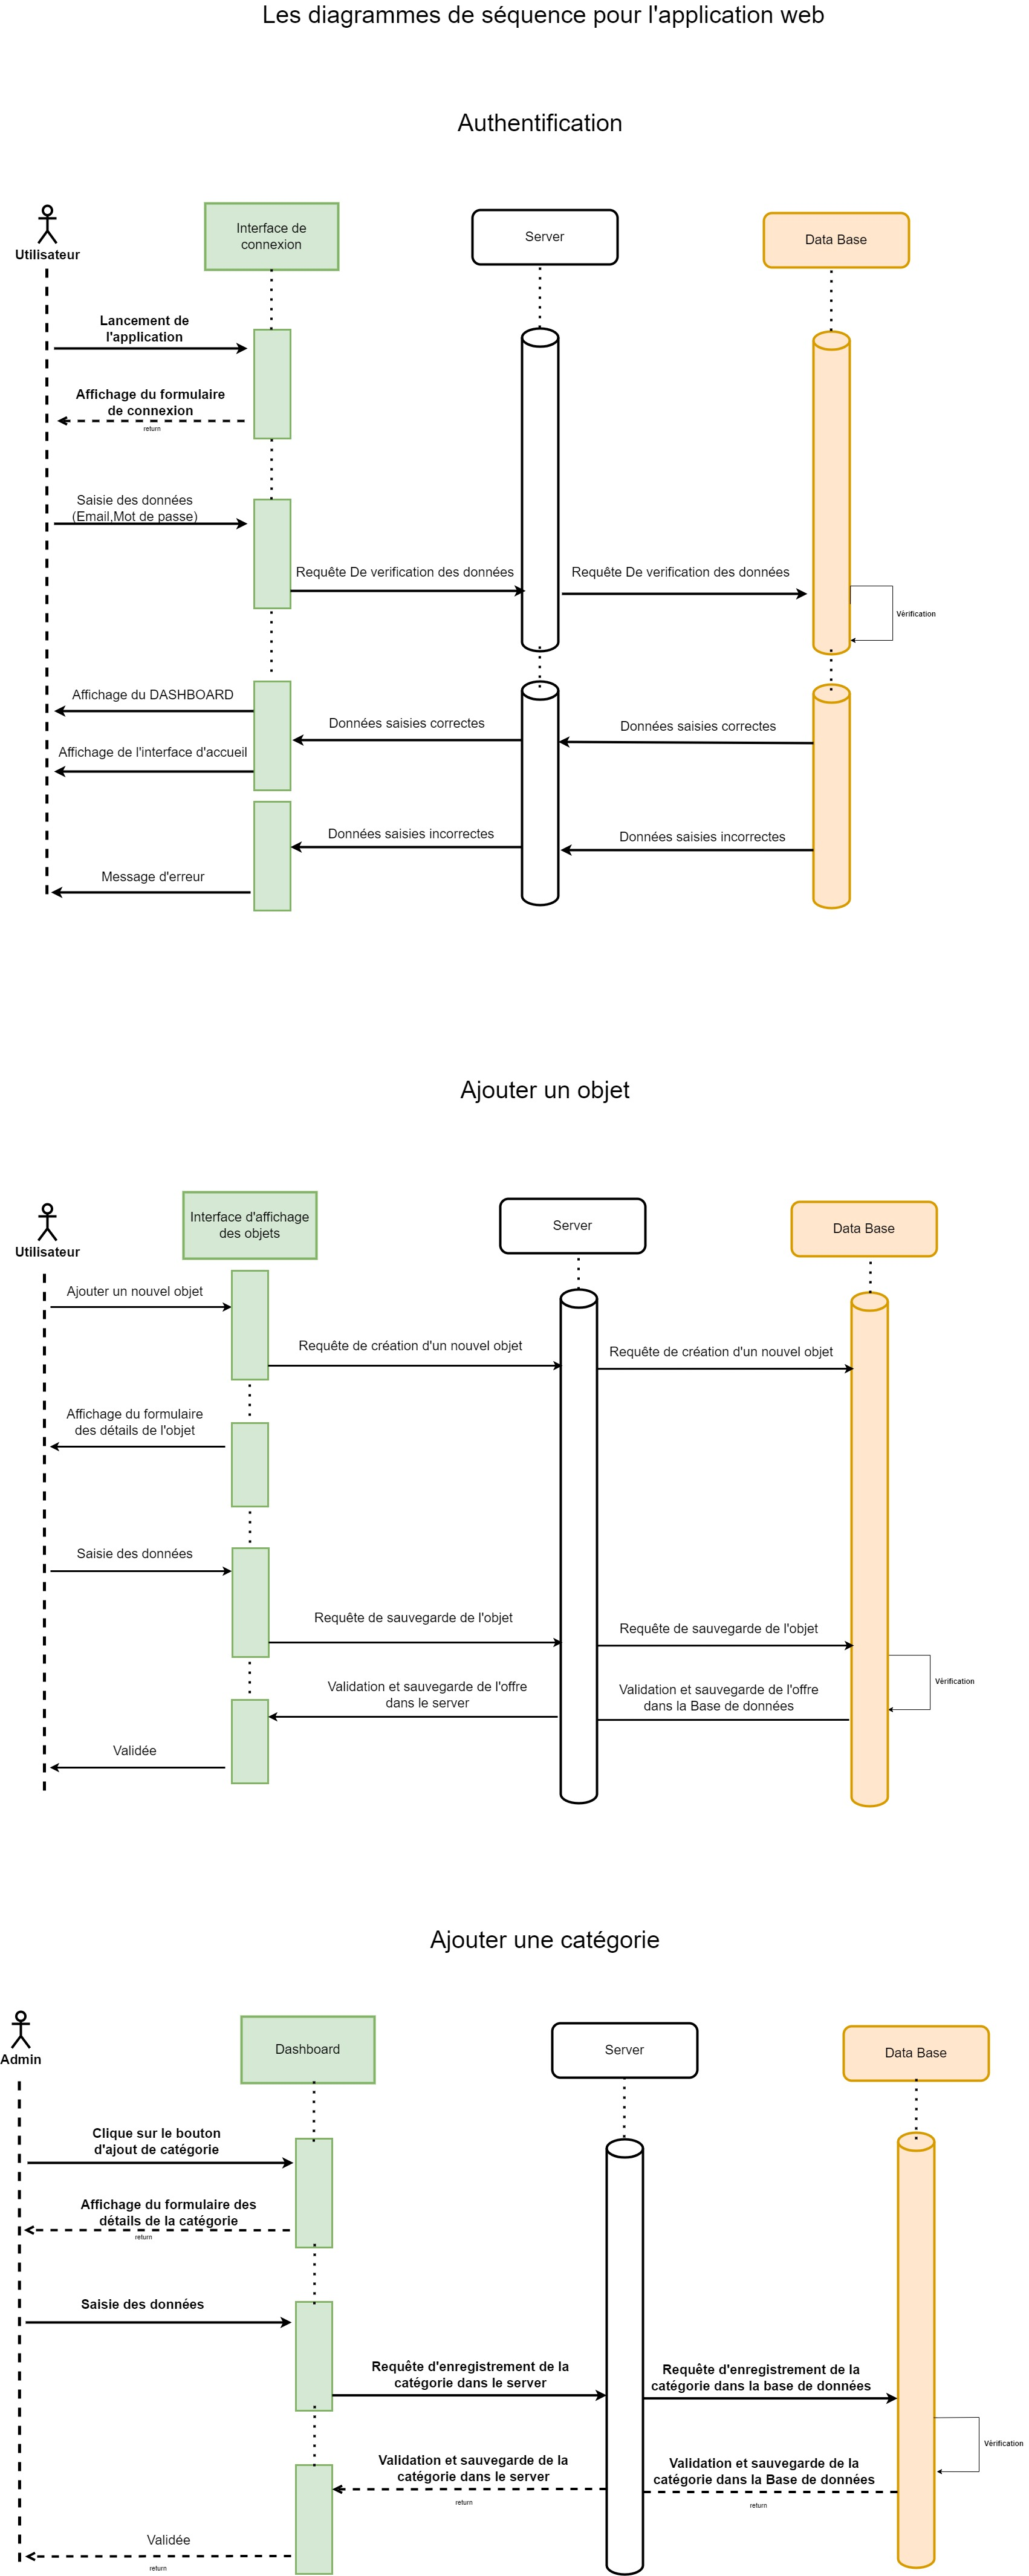 Les diagrammes de séquence pour l'application web
Authentification
Utilisateur
Interface de
connexion
Server
Data Base
Lancement de
l'application
Affichage du formulaire
de connexion
return
Saisie des données
(Email,Mot de passe)
Requête De verification des données
Requête De verification des données
Vérification
Affichage du DASHBOARD
Données saisies correctes
Données saisies correctes
Affichage de l'interface d'accueil
Données saisies incorrectes
Données saisies incorrectes
Message d'erreur
Ajouter un objet
Utilisateur
Interface d'affichage
des objets
Server
Data Base
Ajouter un nouvel objet
Requête de création d'un nouvel objet
Requête de création d'un nouvel objet
Affichage du formulaire
des détails de l'objet
Saisie des données
Requête de sauvegarde de l'objet
Requête de sauvegarde de l'objet
Vérification
Validation et sauvegarde de l'offre
dans le server
Validation et sauvegarde de l'offre
dans la Base de données
Validée
Ajouter une catégorie
Admin
Dashboard
Server
Data Base
Clique sur le bouton
d'ajout de catégorie
Affichage du formulaire des
détails de la catégorie
return
Saisie des données
Requête d'enregistrement de la
catégorie dans le server
Requête d'enregistrement de la
catégorie dans la base de données
Vérification
Validation et sauvegarde de la
catégorie dans le server
return
Validation et sauvegarde de la
catégorie dans la Base de données
return
Validée
return